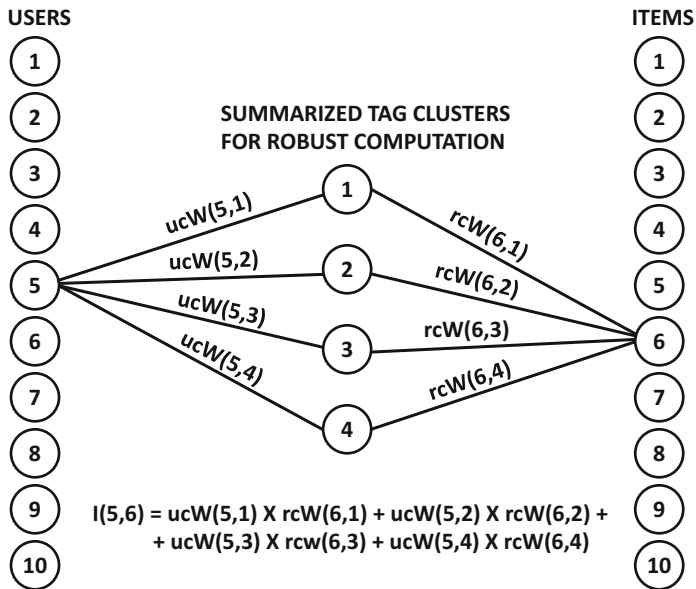 USERS
ITEMS
1
2
3
4
5
6
7
8
9
10
SUMMARIZED TAG CLUSTERS
FOR ROBUST COMPUTATION
ucW(5,1)
ucW(5,2)
ucW(5,3)
ucW(5,4)
1
2
3
4
rcW(6,1)
rcW(6,2)
rcW(6,3)
rcW(6,4)
1
2
3
4
5
6
7
8
9
10
I(5,6) = ucW(5,1) X rcW(6,1) + ucW(5,2) X rcW(6,2) +
+ ucW(5,3) X rcw(6,3) + ucW(5,4) X rcW(6,4)